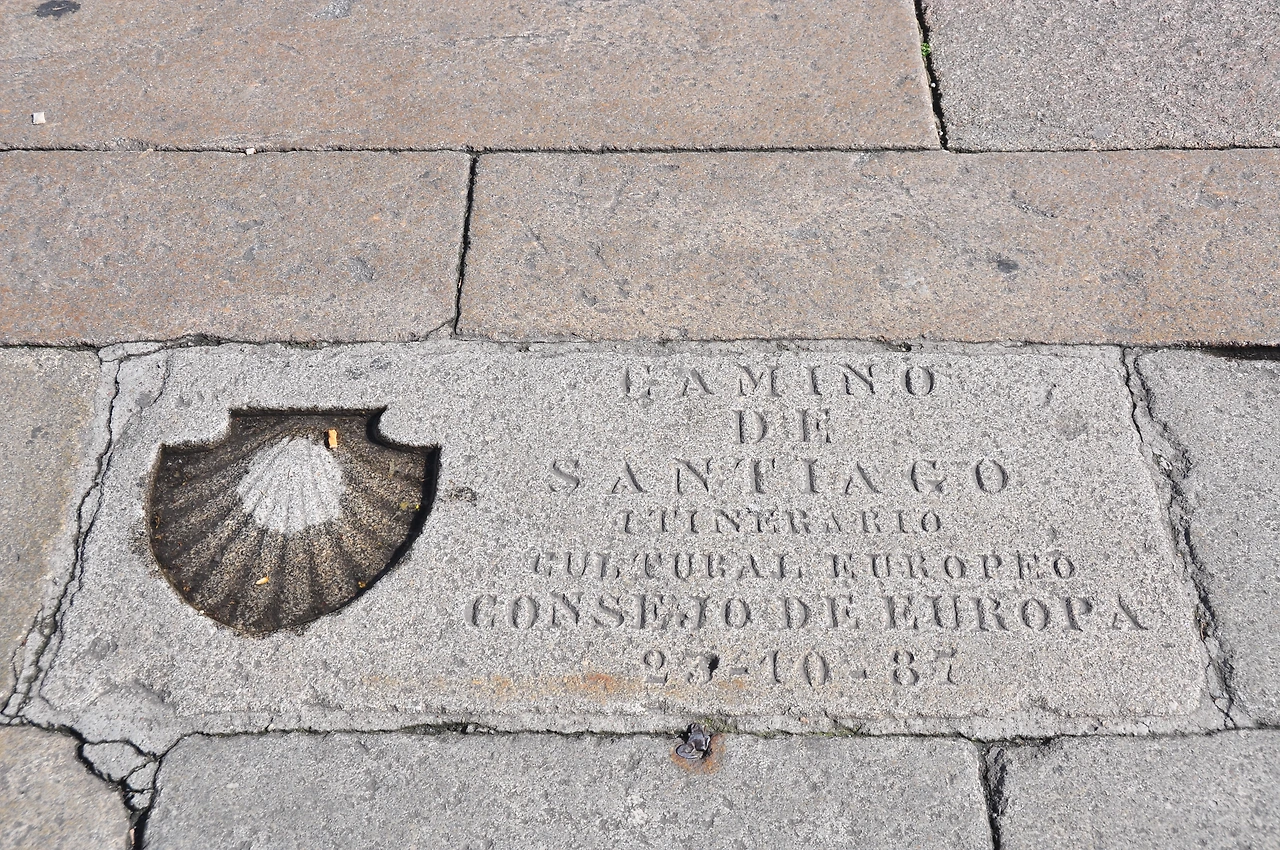 CAMINO
DE
SANTIAGO
ITINERARIO
CULTURAL EUROPEO
CONSEJO DE EUROPA
23-10-87